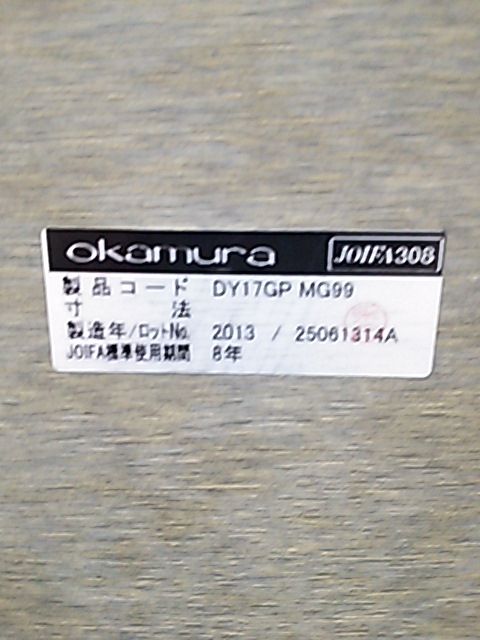 okamura JOIFA308
製品コード DY17GP MG99
寸法
製造年/ロットNo. 2013 / 25061314A
JOIFA標準使用期間 8年